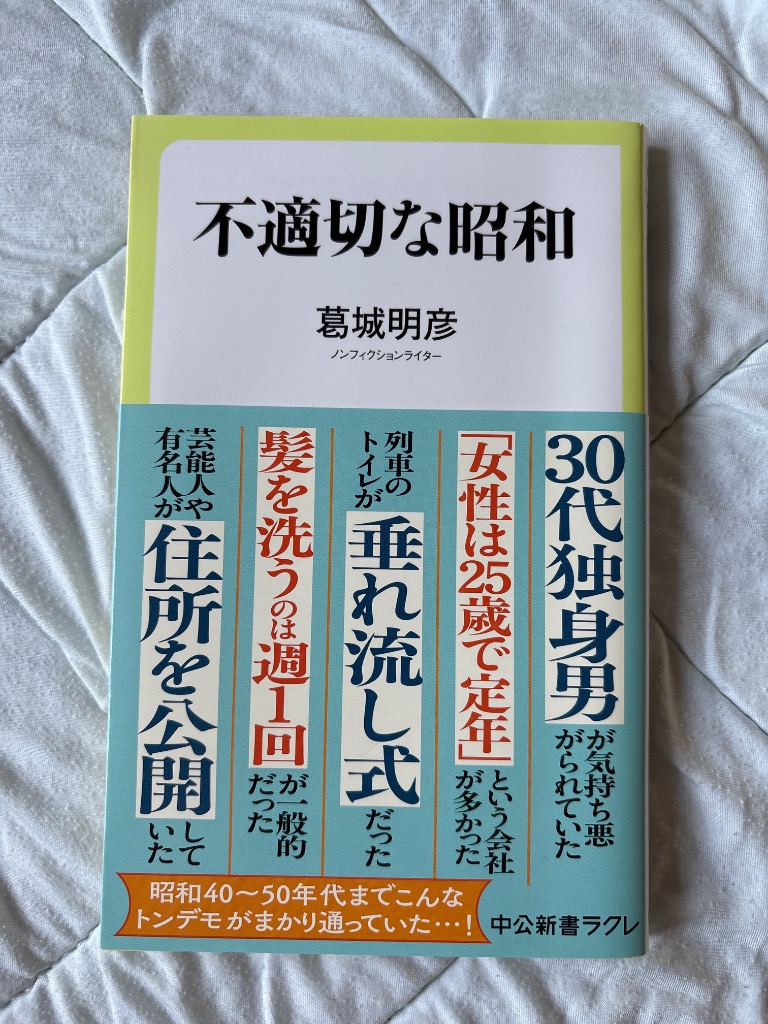 不適切な昭和
葛城明彦
ノンフィクションライター
30代独身男
が気持ち悪
がられていた
「女性は25歳で定年」
という会社
が多かった
列車の
トイレが
垂れ流し式
だった
髪を洗うのは週1回
が一般的
だった
芸能人や
有名人が
住所を公開
して
いた
昭和40〜50年代までこんな
トンデモがまかり通っていた…!
中公新書ラクレ